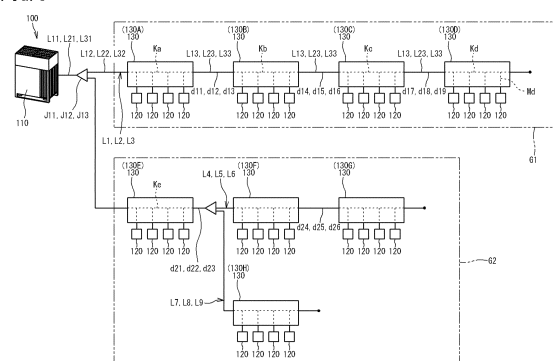 100
L11, L21, L31
L12, L22, L32
110
J11, J12, J13
(130A)
130
Ka
L13, L23, L33
(130B)
130
Kb
L13, L23, L33
(130C)
130
Kc
L13, L23, L33
(130D)
130
Kd
Md
d11, d12, d13
d14, d15, d16
d17, d18, d19
120 120 120 120
120 120 120 120
120 120 120 120
120 120 120 120
L1, L2, L3
G1
(130E)
130
Ke
L4, L5, L6
(130F)
130
(130G)
130
d21, d22, d23
d24, d25, d26
120 120 120 120
120 120 120 120
120 120 120 120
G2
(130H)
130
L7, L8, L9
120 120 120 120